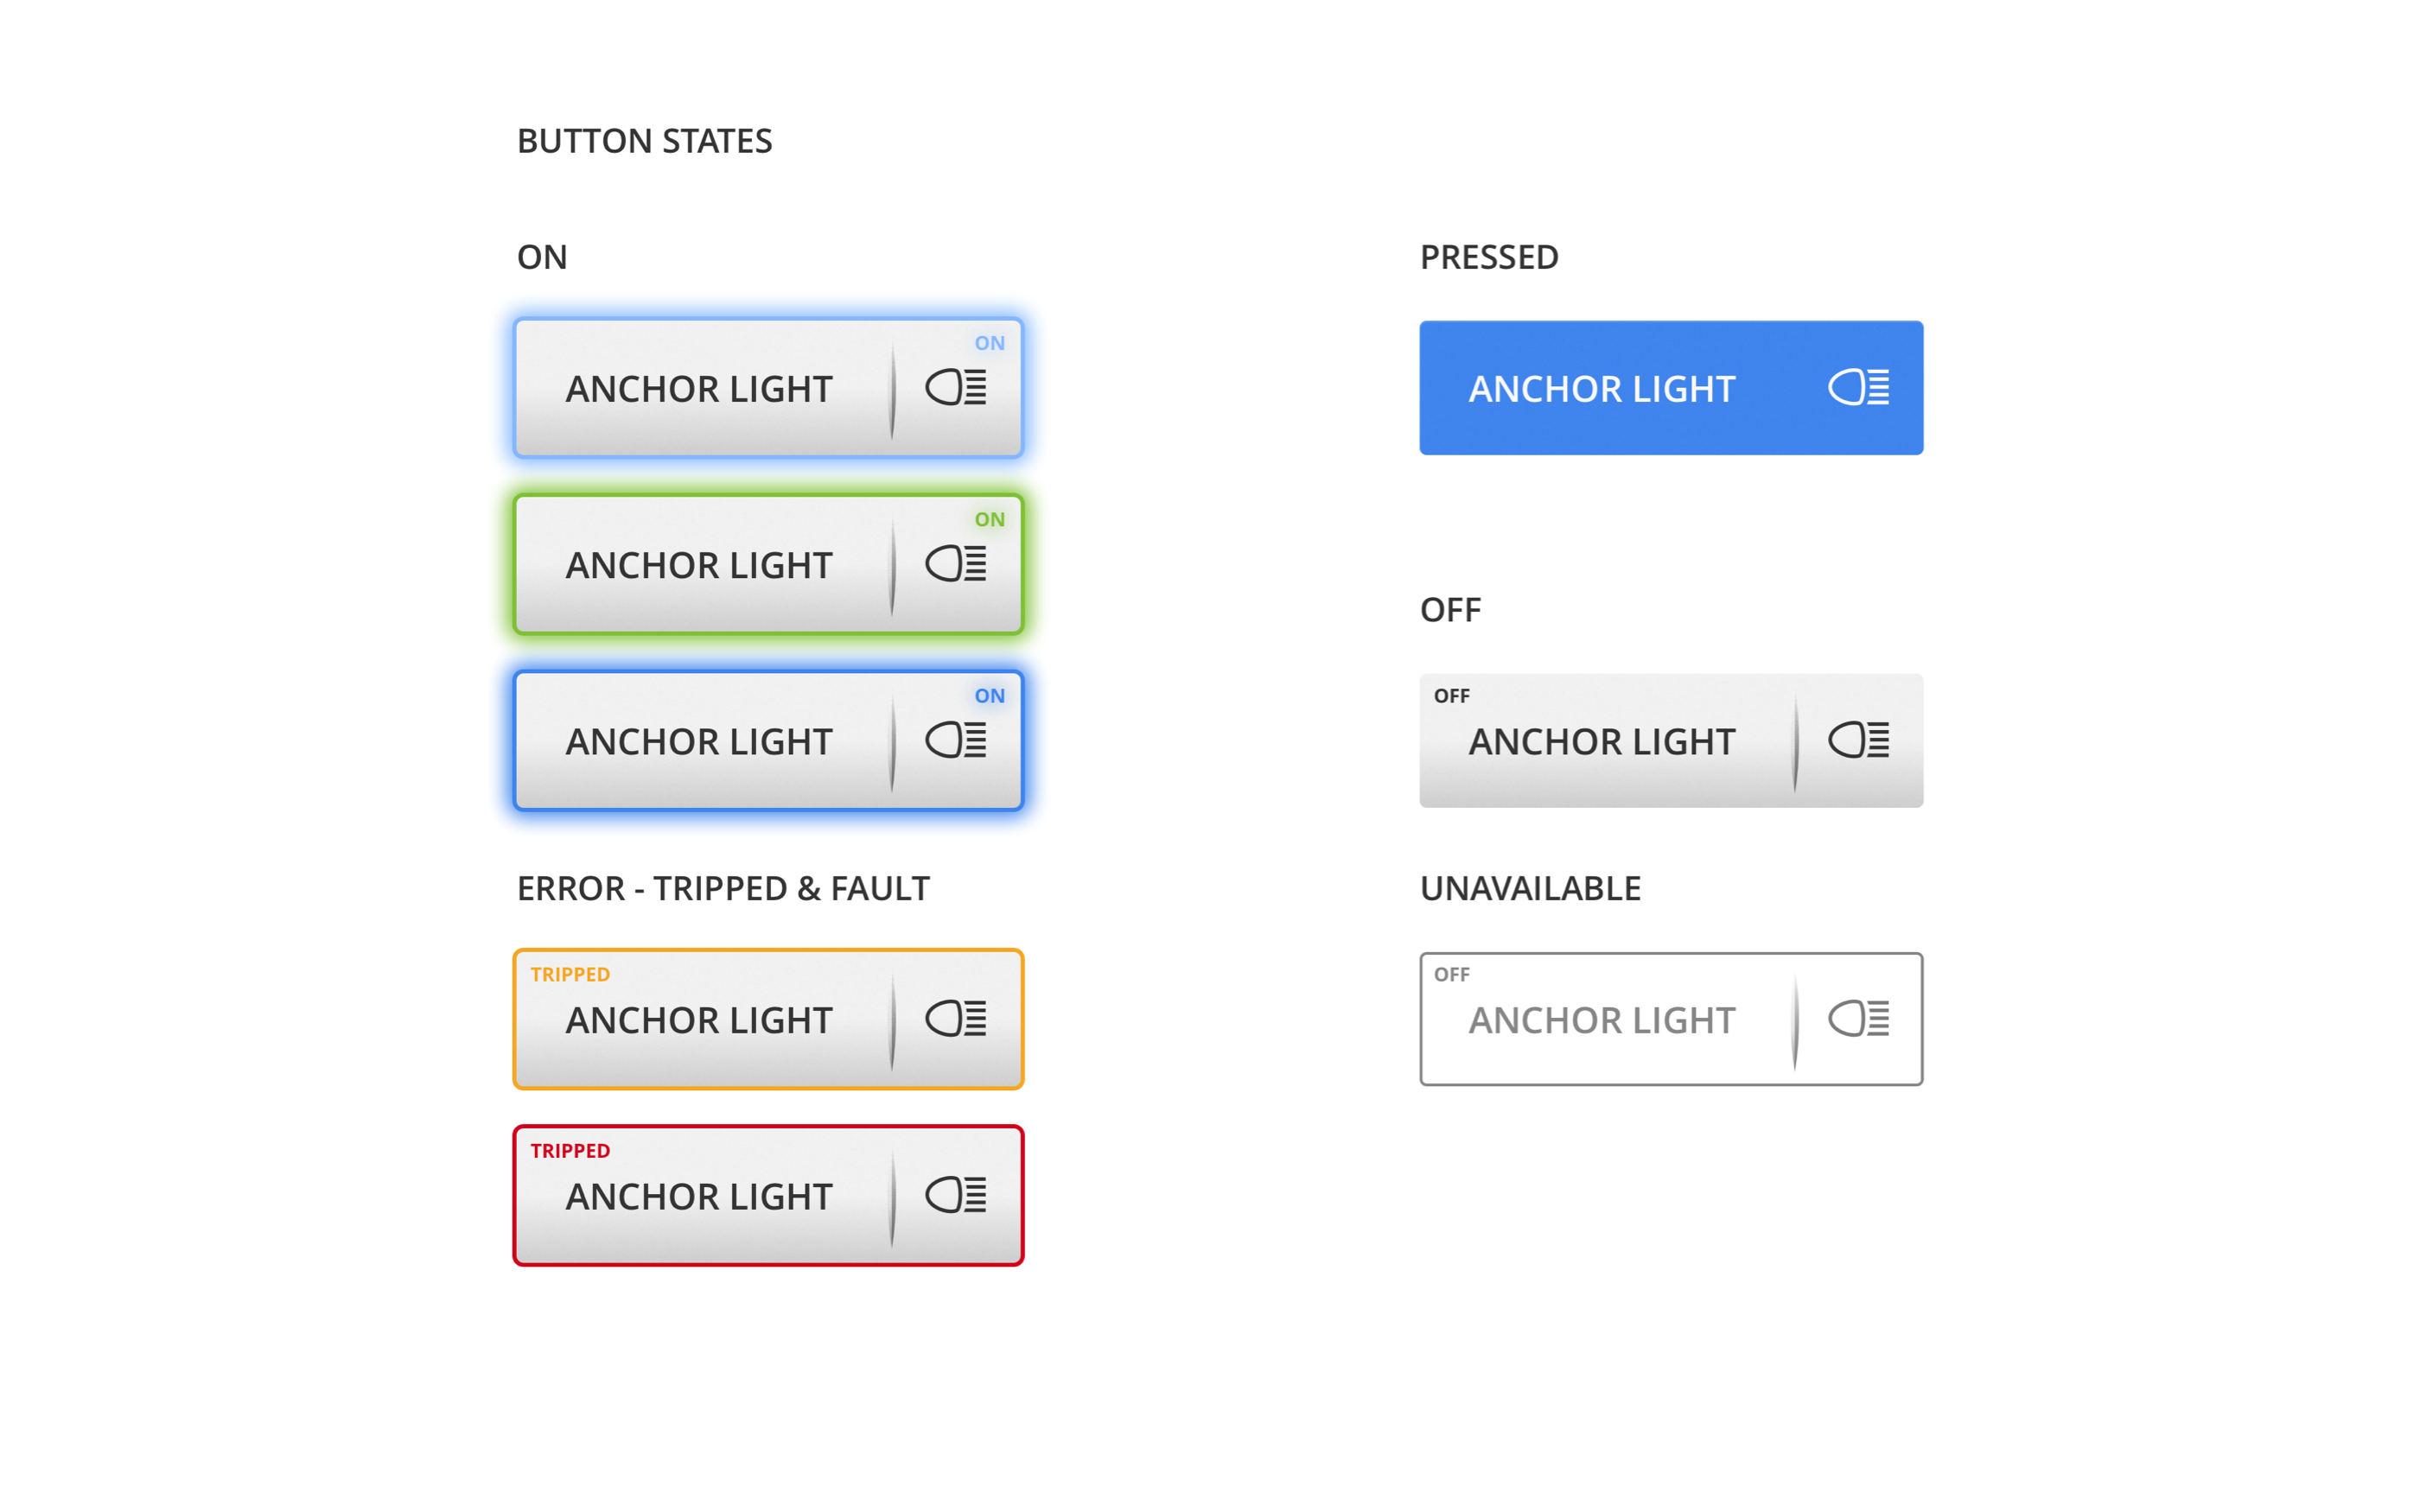 BUTTON STATES
ON
ON
ANCHOR LIGHT
ON
ANCHOR LIGHT
ON
ANCHOR LIGHT
ERROR - TRIPPED & FAULT
TRIPPED
ANCHOR LIGHT
TRIPPED
ANCHOR LIGHT
PRESSED
ANCHOR LIGHT
OFF
OFF
ANCHOR LIGHT
UNAVAILABLE
OFF
ANCHOR LIGHT